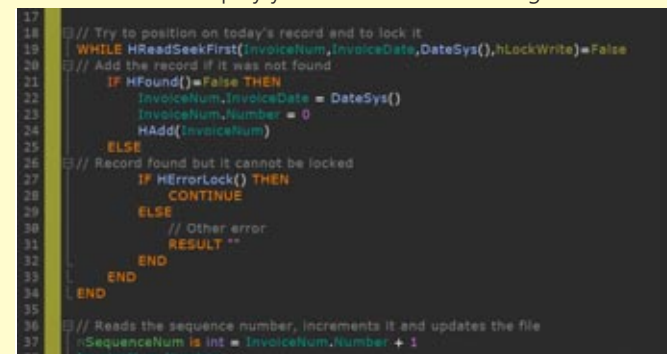 17
18 // Try to position on today's record and to lock it
19 WHILE HReadSeekFirst(InvoiceNum,InvoiceDate,DateSys(),hLockWrite)=False
20 // Add the record if it was not found
21 IF HFound()=False THEN
22 InvoiceNum.InvoiceDate = DateSys()
23 InvoiceNum.Number = 0
24 HAdd(InvoiceNum)
25 ELSE
26 // Record found but it cannot be locked
27 IF HErrorLock() THEN
28 CONTINUE
29 ELSE
30 // Other error
31 RESULT ""
32 END
33 END
34 END
35
36 // Reads the sequence number, increments it and updates the file
37 nSequenceNum is int = InvoiceNum.Number + 1